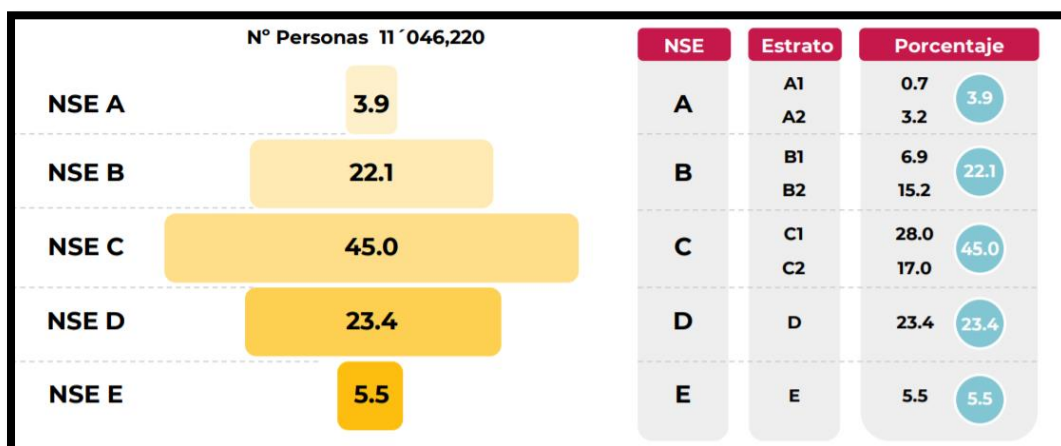 Nº Personas 11´046,220
NSE A 3.9
NSE B 22.1
NSE C 45.0
NSE D 23.4
NSE E 5.5
NSE Estrato Porcentaje
A
A1 0.7
A2 3.2
3.9
B
B1 6.9
B2 15.2
22.1
C
C1 28.0
C2 17.0
45.0
D D 23.4 23.4
E E 5.5 5.5